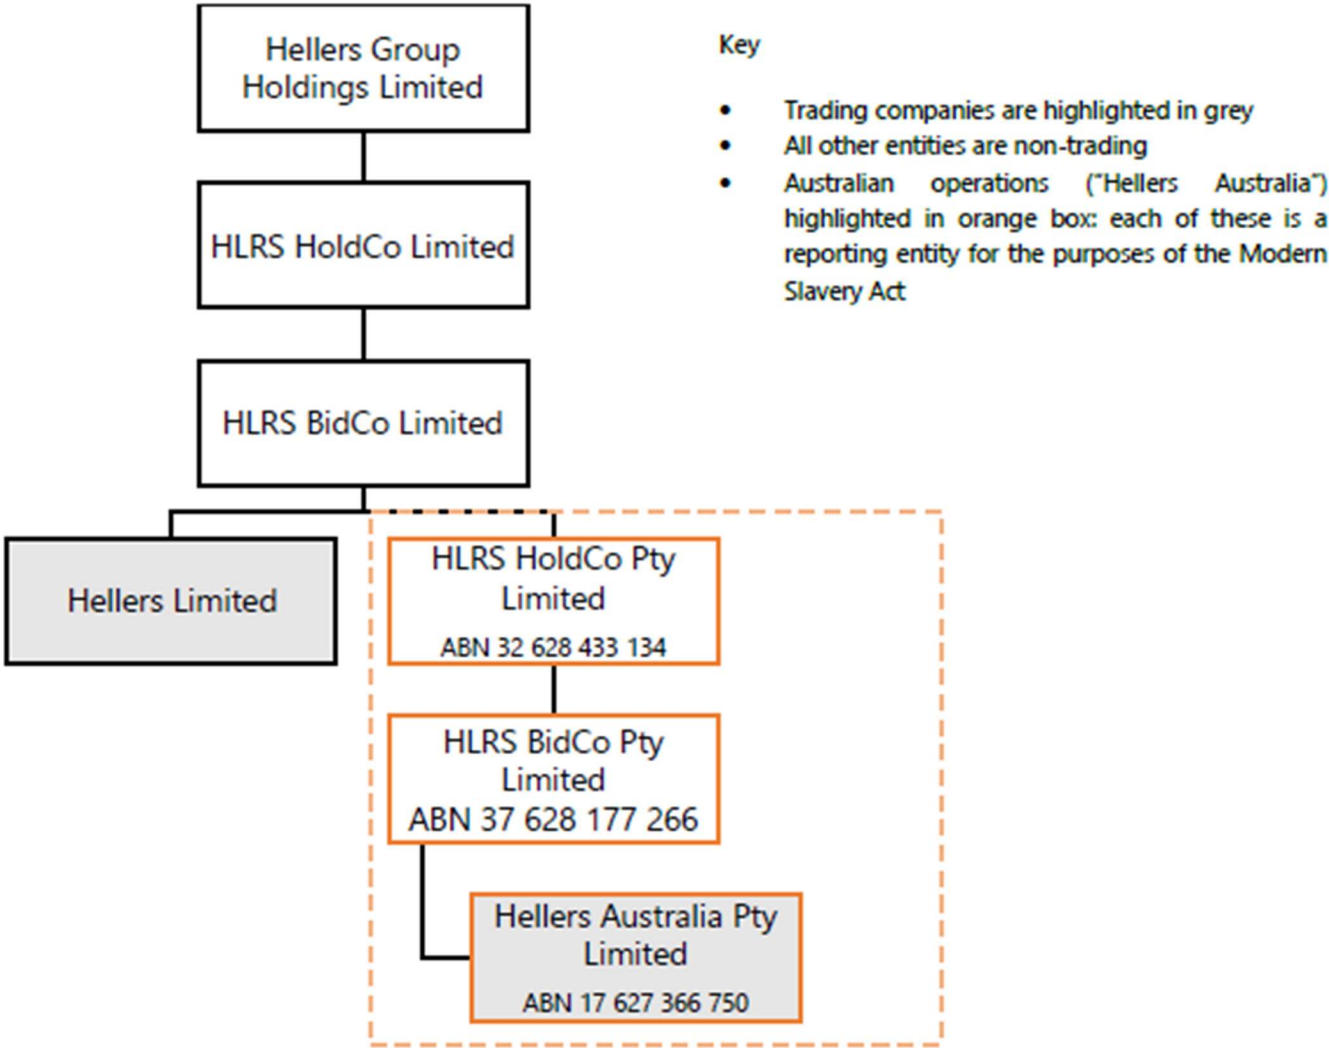 Hellers Group
Holdings Limited
HLRS HoldCo Limited
HLRS BidCo Limited
Hellers Limited
HLRS HoldCo Pty
Limited
ABN 32 628 433 134
HLRS BidCo Pty
Limited
ABN 37 628 177 266
Hellers Australia Pty
Limited
ABN 17 627 366 750
Key
• Trading companies are highlighted in grey
• All other entities are non-trading
• Australian operations ("Hellers Australia")
highlighted in orange box: each of these is a
reporting entity for the purposes of the Modern
Slavery Act